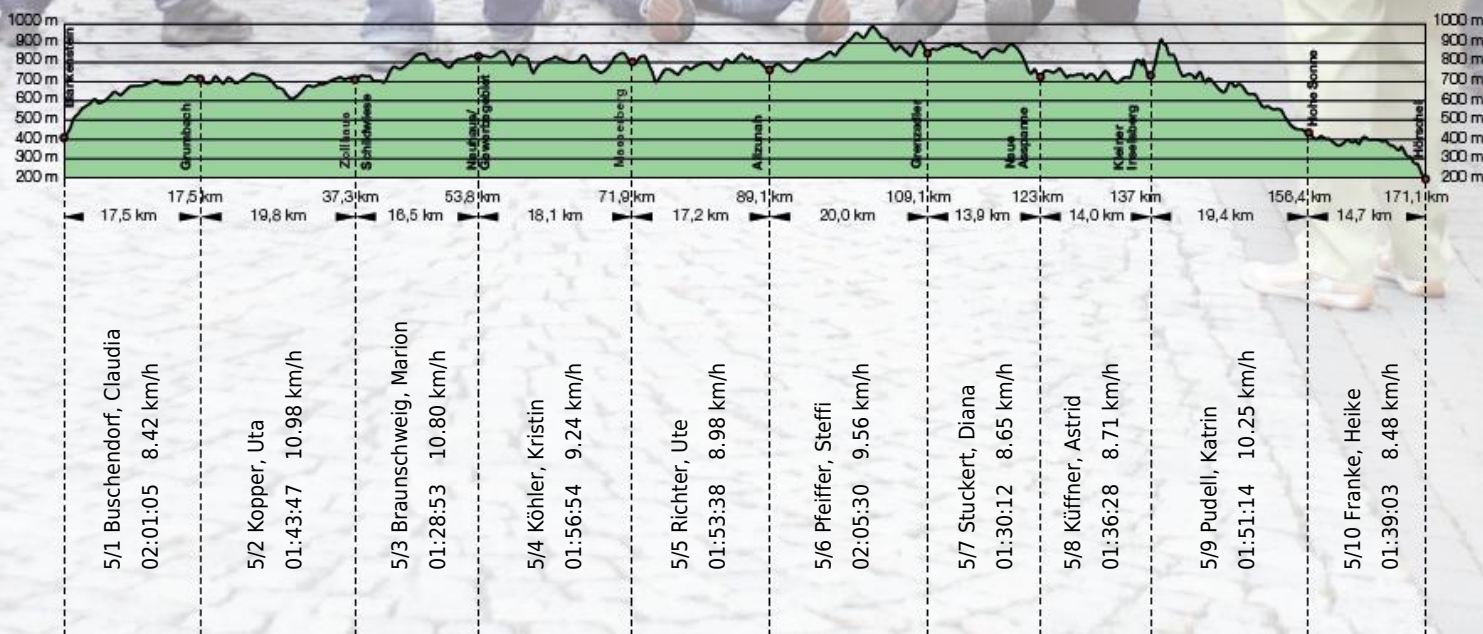 1000 m
900 m
800 m
700 m
600 m
500 m
400 m
300 m
200 m
1000 m
900 m
800 m
700 m
600 m
500 m
400 m
300 m
200 m
Blankenstein
Grumbach
Zollhaus
Schildwiese
Neuhaus/
Gewerbegebiet
Masserberg
Allzunah
Grenzadler
Neue
Ausspanne
Kleiner
Inselsberg
Hohe Sonne
Hörschel
17,5 km
37,3 km
53,8 km
71,9 km
89,1 km
109,1 km
123 km
137 km
156,4 km
171,1 km
17,5 km
19,8 km
16,5 km
18,1 km
17,2 km
20,0 km
13,9 km
14,0 km
19,4 km
14,7 km
5/1 Buschendorf, Claudia
02:01:05 8.42 km/h
5/2 Kopper, Uta
01:43:47 10.98 km/h
5/3 Braunschweig, Marion
01:28:53 10.80 km/h
5/4 Köhler, Kristin
01:56:54 9.24 km/h
5/5 Richter, Ute
01:53:38 8.98 km/h
5/6 Pfeiffer, Steffi
02:05:30 9.56 km/h
5/7 Stuckert, Diana
01:30:12 8.65 km/h
5/8 Küffner, Astrid
01:36:28 8.71 km/h
5/9 Pudell, Katrin
01:51:14 10.25 km/h
5/10 Franke, Heike
01:39:03 8.48 km/h